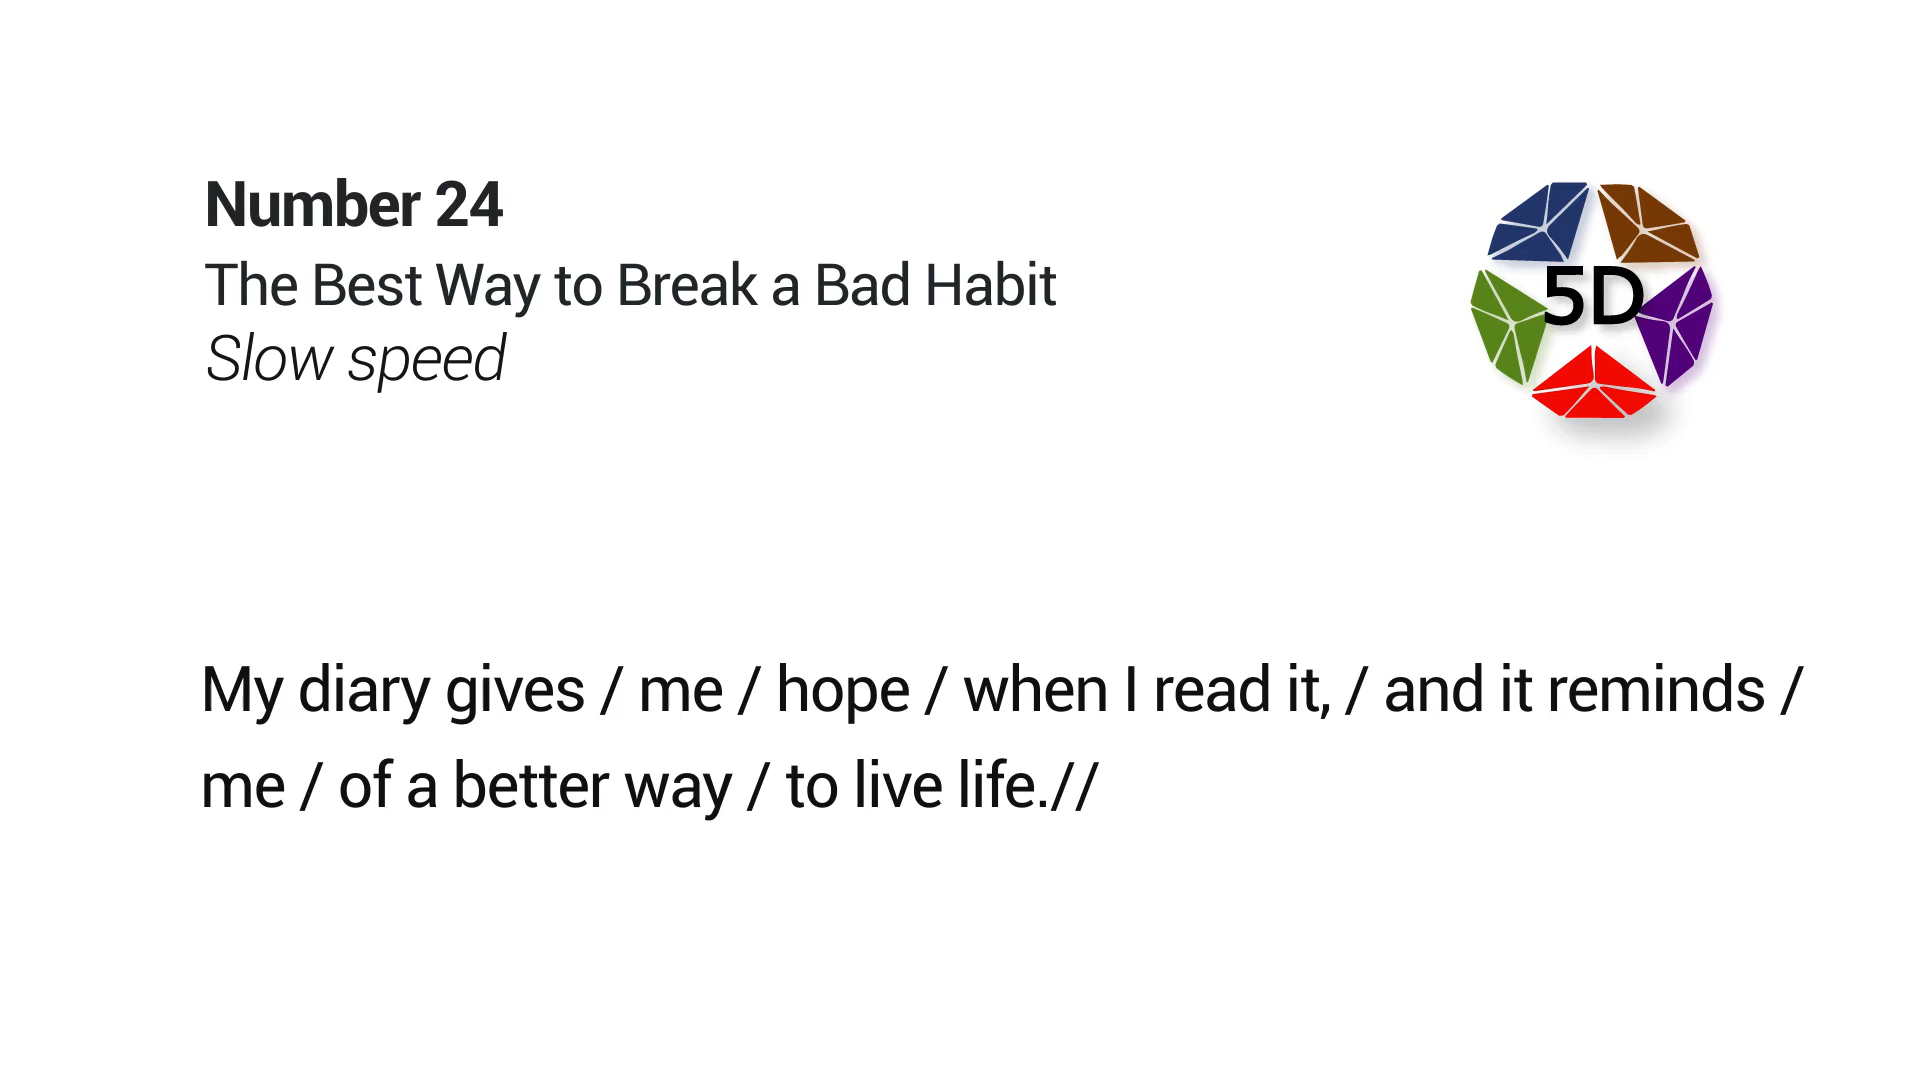 Number 24
The Best Way to Break a Bad Habit
Slow speed
5D
My diary gives / me / hope / when I read it, / and it reminds /
me / of a better way / to live life.//